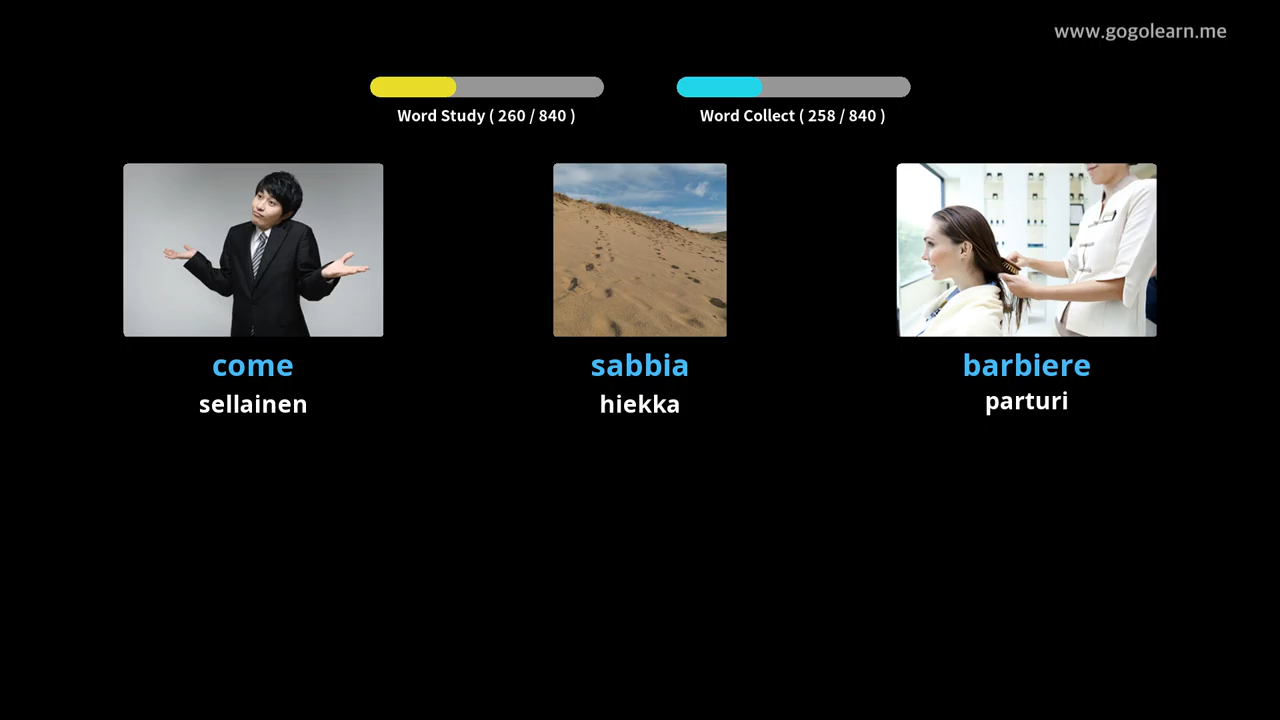 www.gogolearn.me
Word Study ( 260 / 840 )
Word Collect ( 258 / 840 )
come
sabbia
barbiere
sellainen
hiekka
parturi